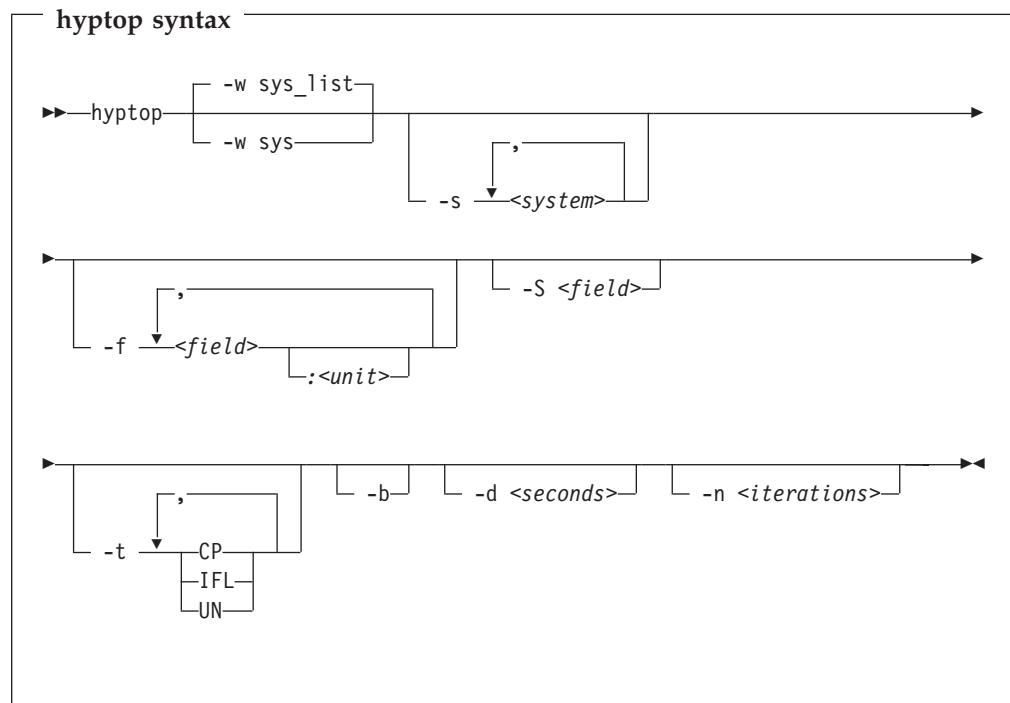 hyptop syntax
-w sys_list
hyptop
-w sys
,
-s <system>
,
-S <field>
-f <field>
:<unit>
,
-b -d <seconds> -n <iterations>
-t CP
IFL
UN